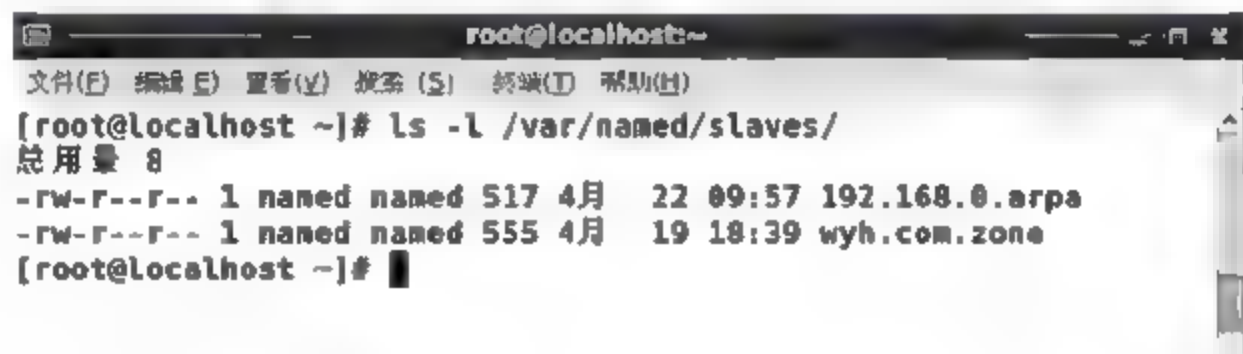 root@localhost:~
文件(F) 编辑(E) 查看(V) 搜索 (S) 终端(T) 帮助(H)
[root@localhost ~]# ls -l /var/named/slaves/
总用量 8
-rw-r--r-- 1 named named 517 4月 22 09:57 192.168.0.arpa
-rw-r--r-- 1 named named 555 4月 19 18:39 wyh.com.zone
[root@localhost ~]#